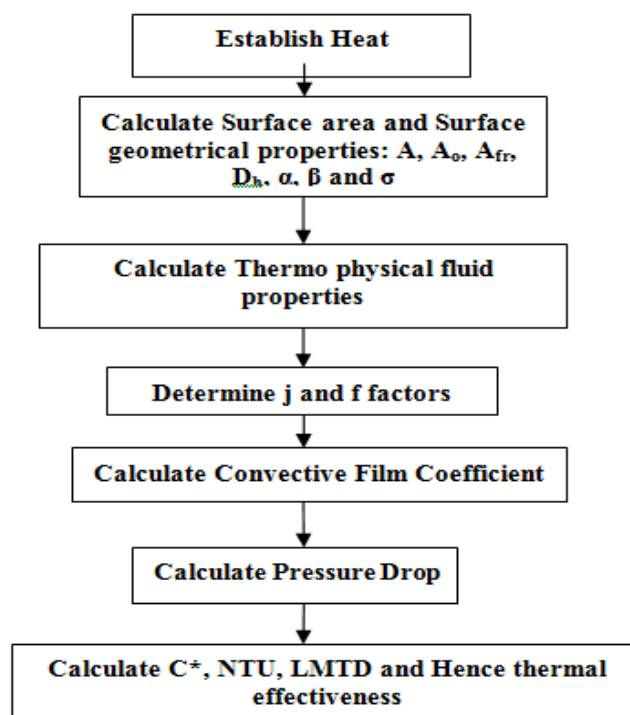 Establish Heat
Calculate Surface area and Surface
geometrical properties: A, Aₒ, A_fr,
Dₕ, α, β and σ
Calculate Thermo physical fluid
properties
Determine j and f factors
Calculate Convective Film Coefficient
Calculate Pressure Drop
Calculate C*, NTU, LMTD and Hence thermal
effectiveness